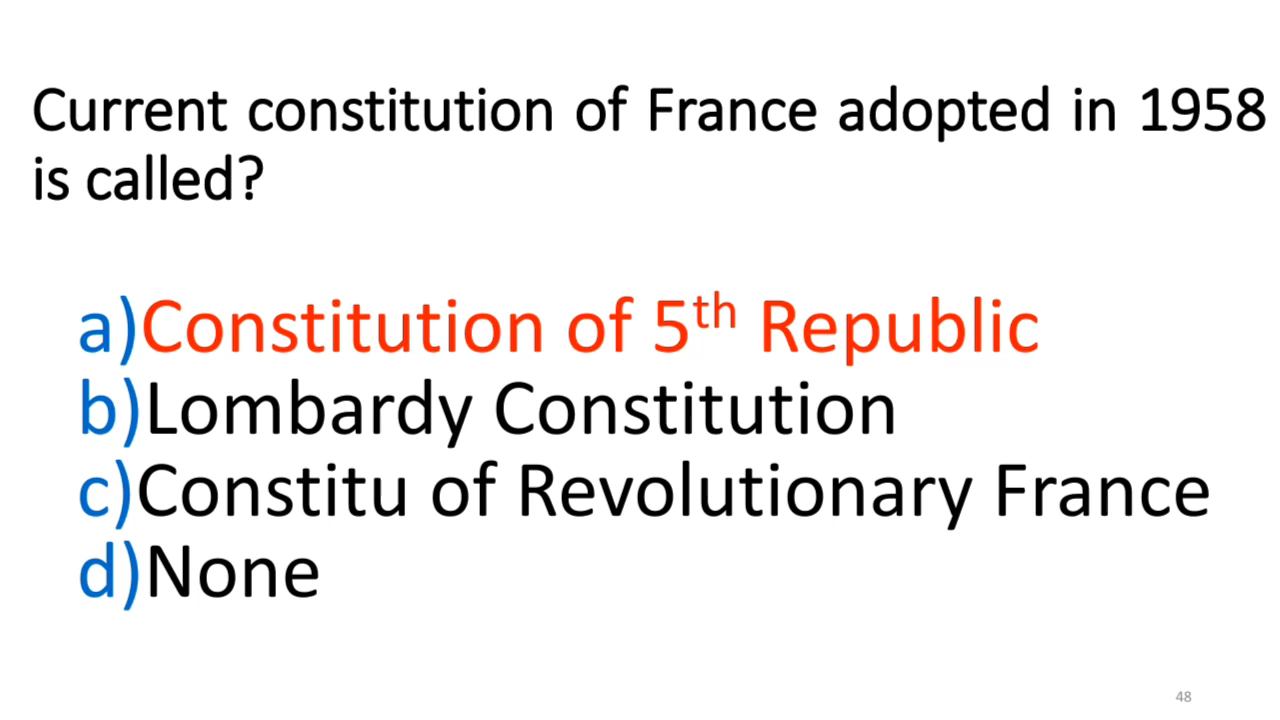 Current constitution of France adopted in 1958
is called?
a)Constitution of 5th Republic
b)Lombardy Constitution
c)Constitu of Revolutionary France
d)None
48